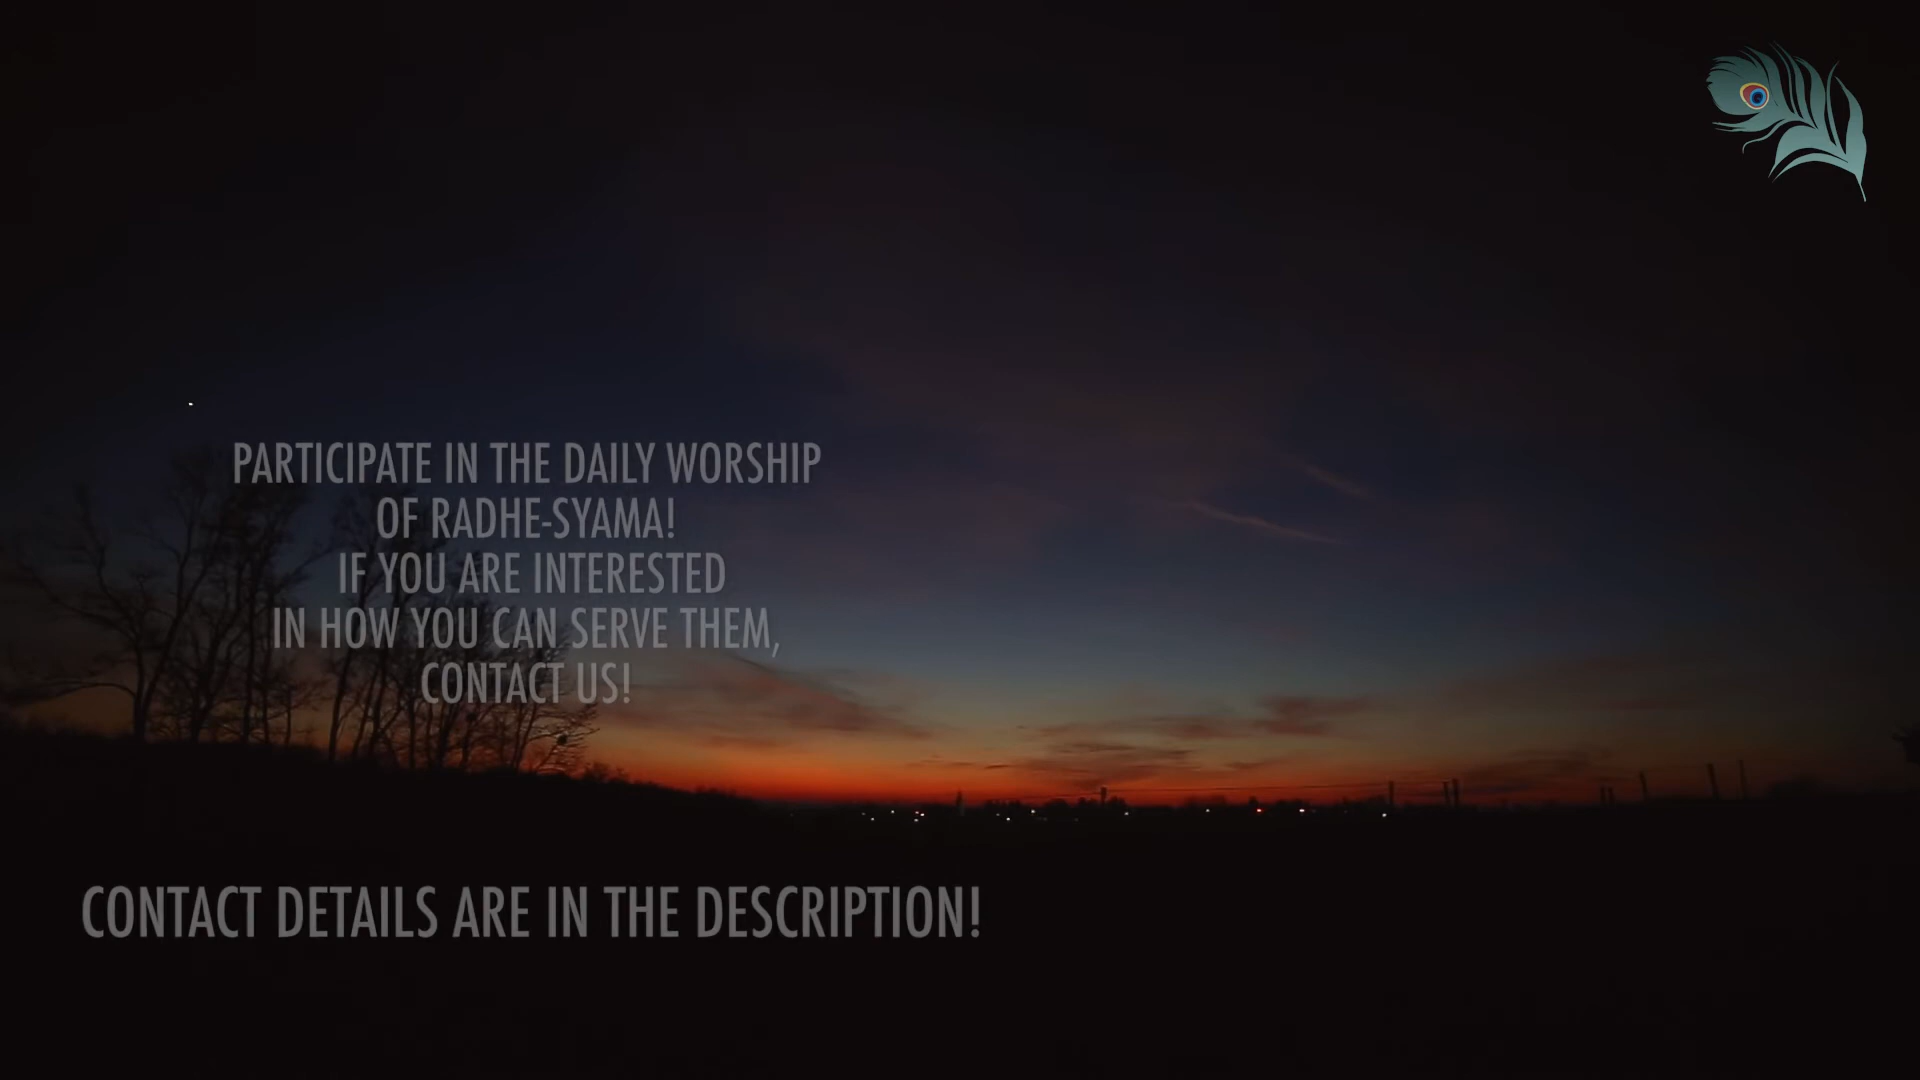 PARTICIPATE IN THE DAILY WORSHIP
OF RADHE-SYAMA!
IF YOU ARE INTERESTED
IN HOW YOU CAN SERVE THEM,
CONTACT US!
CONTACT DETAILS ARE IN THE DESCRIPTION!